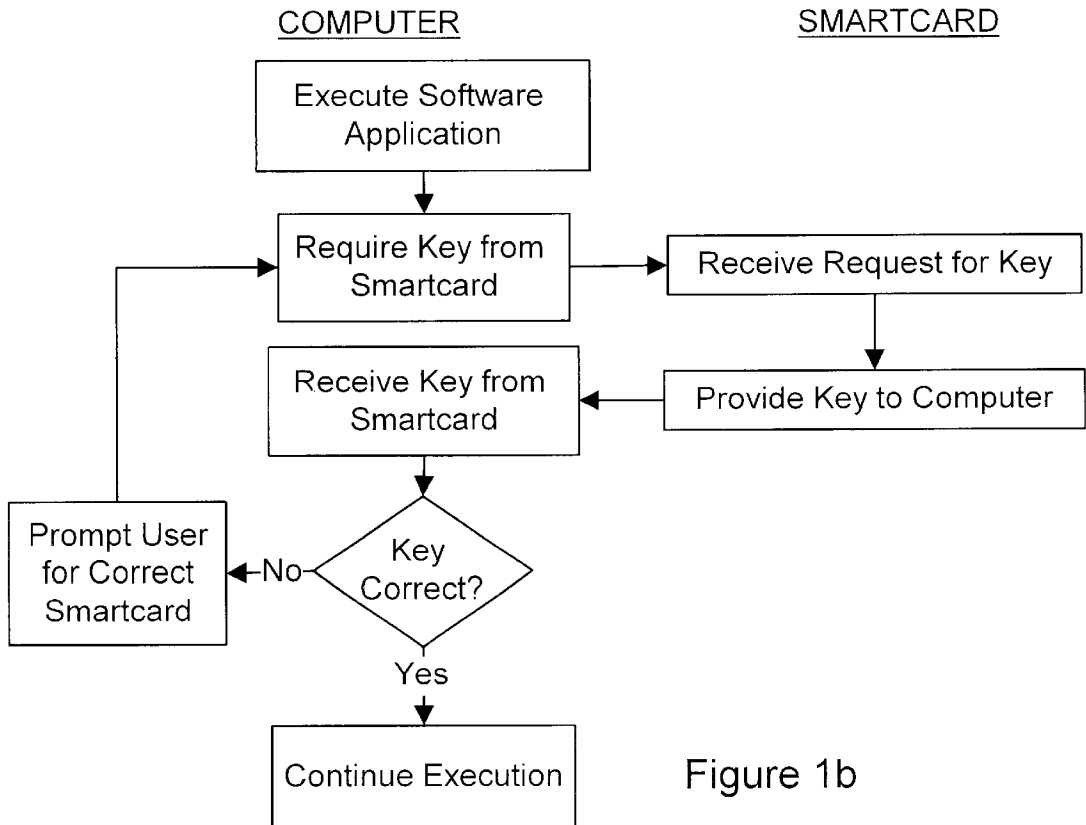 COMPUTER
SMARTCARD
Execute Software
Application
Require Key from
Smartcard
Receive Request for Key
Receive Key from
Smartcard
Provide Key to Computer
Prompt User
for Correct
Smartcard
No
Key
Correct?
Yes
Continue Execution
Figure 1b